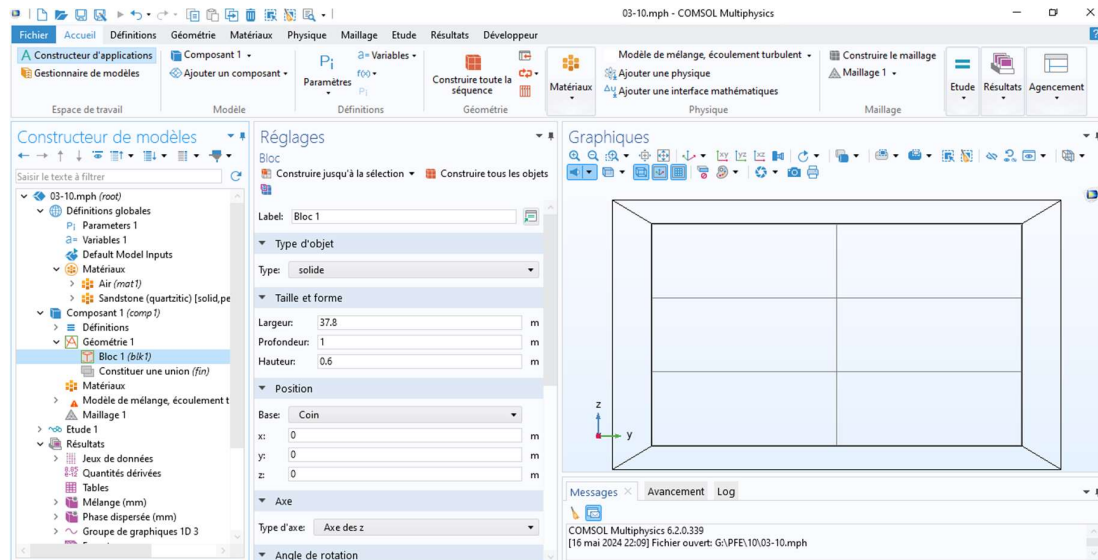 03-10.mph - COMSOL Multiphysics
Fichier Accueil Définitions Géométrie Matériaux Physique Maillage Etude Résultats Développeur
Constructeur d'applications
Gestionnaire de modèles
Espace de travail
Composant 1
Ajouter un composant
Modèle
Pi
Paramètres
a= Variables
f(x)
Pi
Définitions
Construire toute la
séquence
Géométrie
Matériaux
Modèle de mélange, écoulement turbulent
Ajouter une physique
Ajouter une interface mathématiques
Physique
Construire le maillage
Maillage 1
Maillage
Etude
Résultats
Agencement
Constructeur de modèles
Saisir le texte à filtrer
03-10.mph (root)
Définitions globales
Pi Parameters 1
a= Variables 1
Default Model Inputs
Matériaux
Air (mat1)
Sandstone (quartzitic) [solid,pe
Composant 1 (comp1)
Définitions
Géométrie 1
Bloc 1 (blk1)
Constituer une union (fin)
Matériaux
Modèle de mélange, écoulement t
Maillage 1
Etude 1
Résultats
Jeux de données
Quantités dérivées
Tables
Mélange (mm)
Phase dispersée (mm)
Groupe de graphiques 1D 3
Réglages
Bloc
Construire jusqu'à la sélection
Construire tous les objets
Label: Bloc 1
Type d'objet
Type: solide
Taille et forme
Largeur: 37.8 m
Profondeur: 1 m
Hauteur: 0.6 m
Position
Base: Coin
x: 0 m
y: 0 m
z: 0 m
Axe
Type d'axe: Axe des z
Angle de rotation
Graphiques
z
y
Messages Avancement Log
COMSOL Multiphysics 6.2.0.339
[16 mai 2024 22:09] Fichier ouvert: G:\PFE\10\03-10.mph